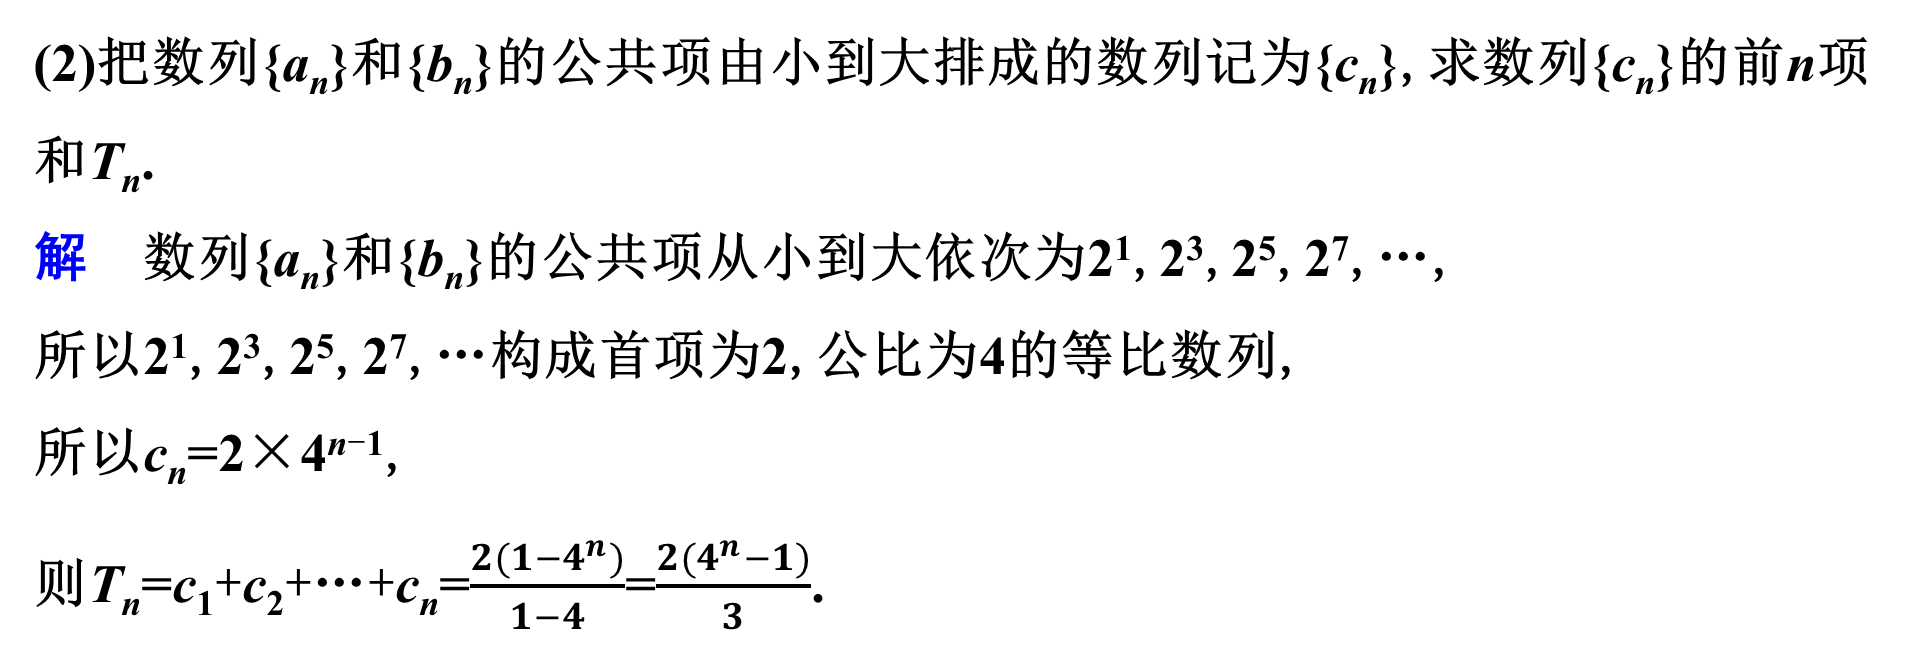 (2)把数列{aₙ}和{bₙ}的公共项由小到大排成的数列记为{cₙ}, 求数列{cₙ}的前n项
和Tₙ.
解 数列{aₙ}和{bₙ}的公共项从小到大依次为2¹, 2³, 2⁵, 2⁷, ⋯,
所以2¹, 2³, 2⁵, 2⁷, ⋯构成首项为2, 公比为4的等比数列,
所以cₙ=2×4ⁿ⁻¹,
则Tₙ=c₁+c₂+⋯+cₙ=2(1−4ⁿ)/(1−4)=2(4ⁿ−1)/3.